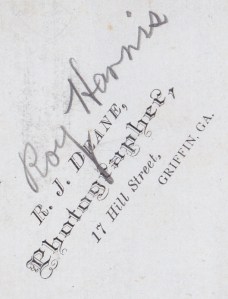 Roy Harris
R. J. DEANE,
Photographer,
17 Hill Street,
GRIFFIN, GA.